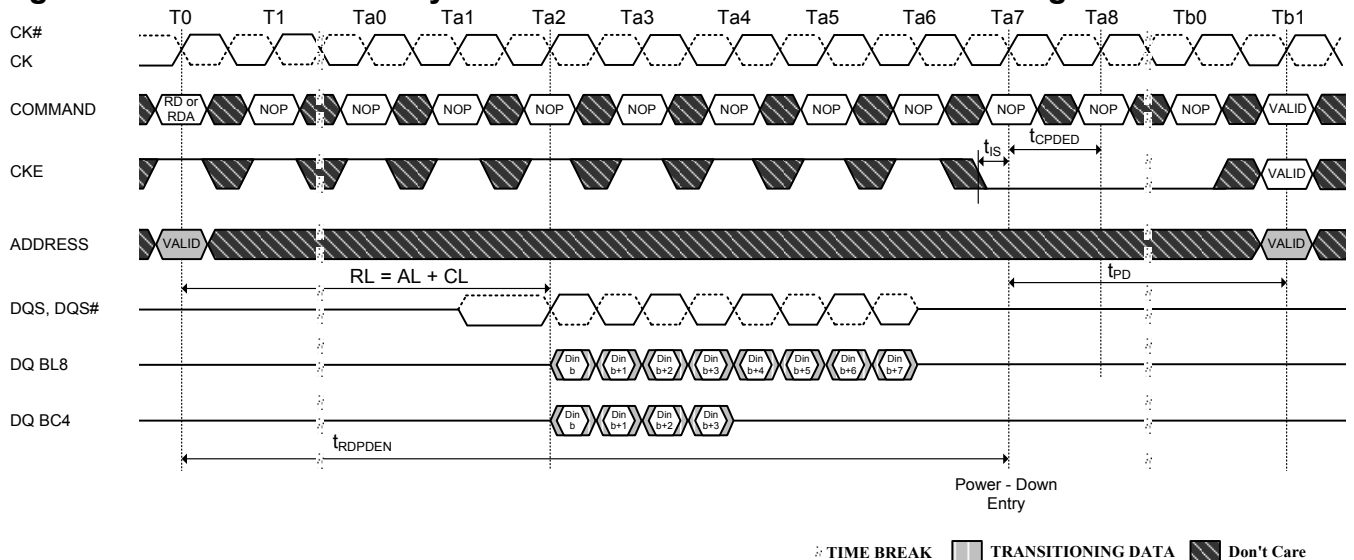 T0 T1 Ta0 Ta1 Ta2 Ta3 Ta4 Ta5 Ta6 Ta7 Ta8 Tb0 Tb1
CK#
CK
COMMAND
RD or
RDA
NOP NOP NOP NOP NOP NOP NOP NOP NOP NOP NOP VALID
tIS
tCPDED
CKE
VALID
ADDRESS
VALID VALID
RL = AL + CL
tPD
DQS, DQS#
DQ BL8
Din Din Din Din Din Din Din Din
b b+1 b+2 b+3 b+4 b+5 b+6 b+7
DQ BC4
Din Din Din Din
b b+1 b+2 b+3
tRDPDEN
Power - Down
Entry
TIME BREAK TRANSITIONING DATA Don't Care